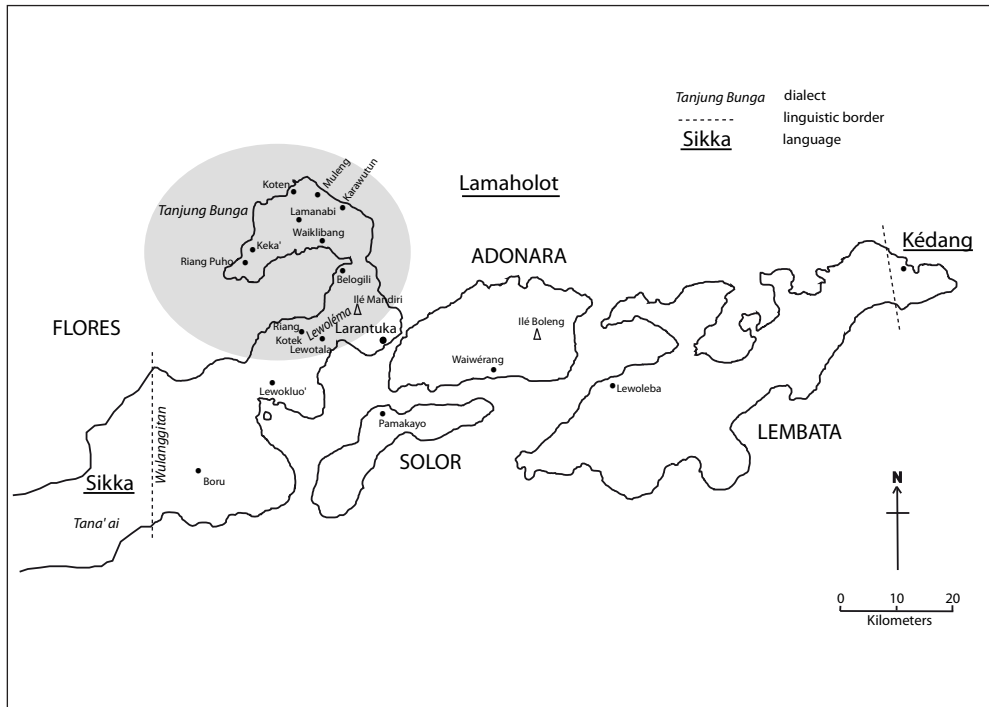 Tanjung Bunga dialect
linguistic border
Sikka language
Lamaholot
Koten
Muleng
Karawutun
Tanjung Bunga
Lamanabi
Waiklibang
Keka'
Riang Puho
Belogili
ADONARA
Kédang
Ilé Mandiri
Lewoléma
FLORES
Riang
Kotek
Lewotala
Larantuka
Ilé Boleng
Waiwérang
Lewokluo'
Lewoleba
Pamakayo
SOLOR
LEMBATA
Wulanggitan
Sikka
Boru
Tana' ai
N
0 10 20
Kilometers